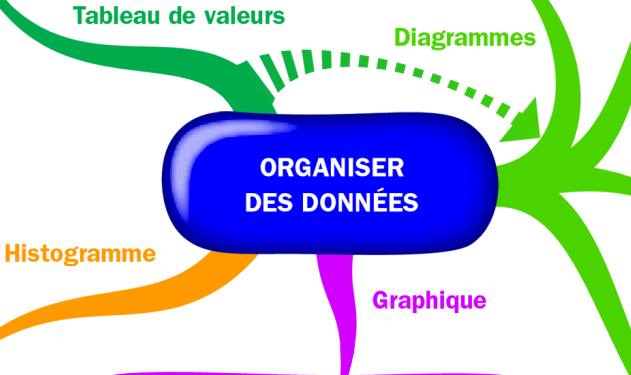 Tableau de valeurs
Diagrammes
ORGANISER
DES DONNÉES
Histogramme
Graphique